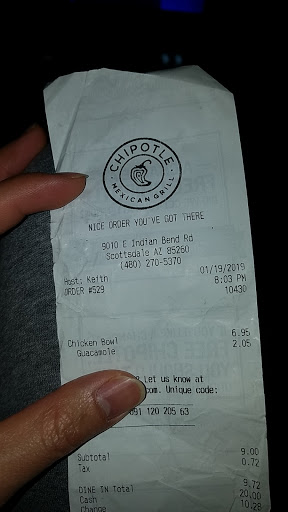 CHIPOTLE
MEXICAN GRILL
NICE ORDER YOU'VE GOT THERE
9010 E Indian Bend Rd
Scottsdale AZ 85260
(480) 270-5370
Host: Keith 01/19/2019
ORDER #529 8:03 PM
10430
Chicken Bowl 6.95
Guacamole 2.05
let us know at
com. Unique code:
091 120 205 63
Subtotal 9.00
Tax 0.72
DINE IN Total 9.72
Cash 20.00
Change 10.28